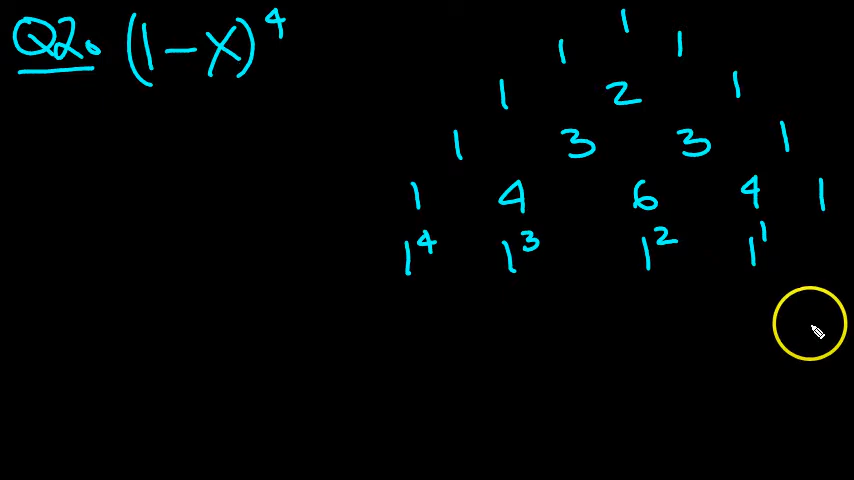 Q2. (1 - x)⁴
1
1 1
1 2 1
1 3 3 1
1 4 6 4 1
1⁴ 1³ 1² 1¹